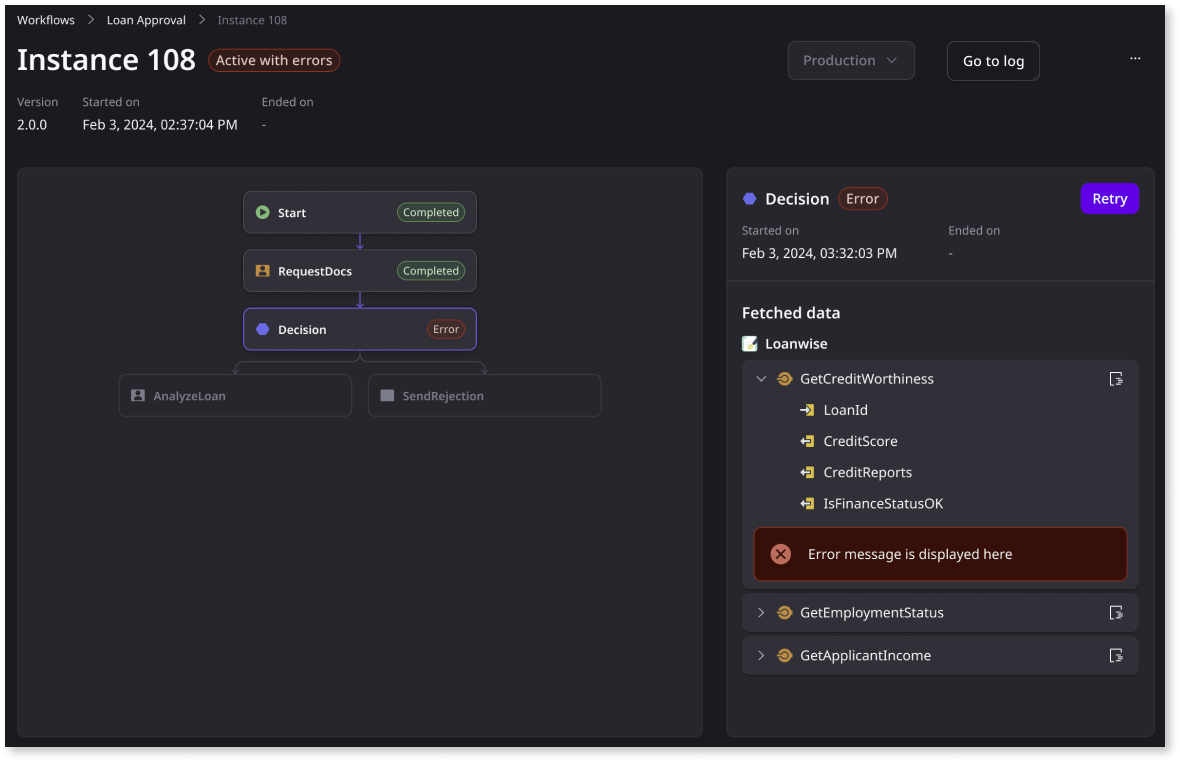 Workflows > Loan Approval > Instance 108
Instance 108 Active with errors
Production
Go to log
...
Version Started on Ended on
2.0.0 Feb 3, 2024, 02:37:04 PM -
Start Completed
RequestDocs Completed
Decision Error
AnalyzeLoan SendRejection
Decision Error Retry
Started on Ended on
Feb 3, 2024, 03:32:03 PM -
Fetched data
Loanwise
GetCreditWorthiness
LoanId
CreditScore
CreditReports
IsFinanceStatusOK
Error message is displayed here
GetEmploymentStatus
GetApplicantIncome